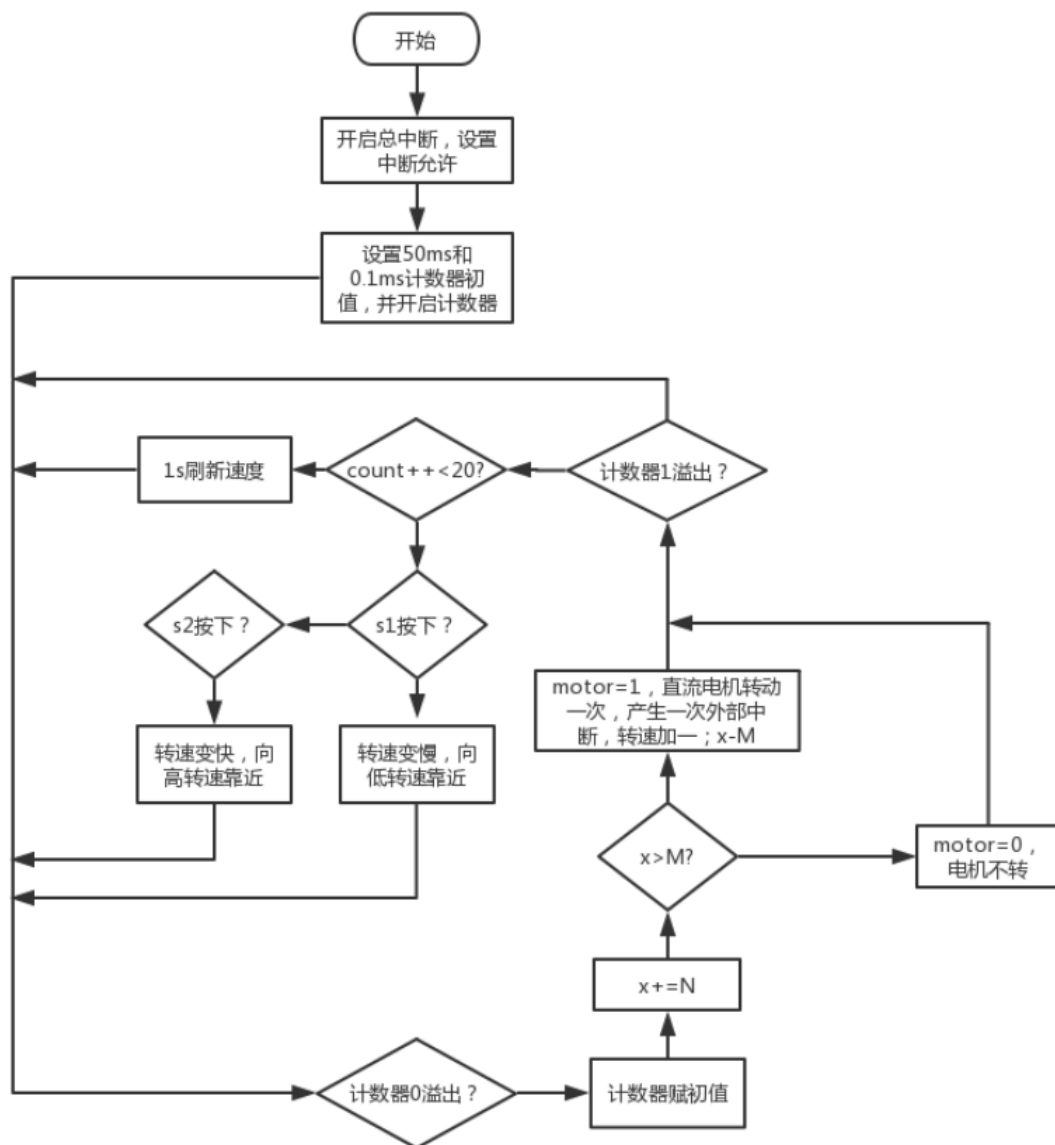 开始
开启总中断，设置
中断允许
设置50ms和
0.1ms计数器初
值，并开启计数器
1s刷新速度
count++<20?
计数器1溢出？
s2按下？
s1按下？
motor=1，直流电机转动
一次，产生一次外部中
断，转速加一；x-M
转速变快，向
高转速靠近
转速变慢，向
低转速靠近
x>M?
motor=0，
电机不转
x+=N
计数器0溢出？
计数器赋初值